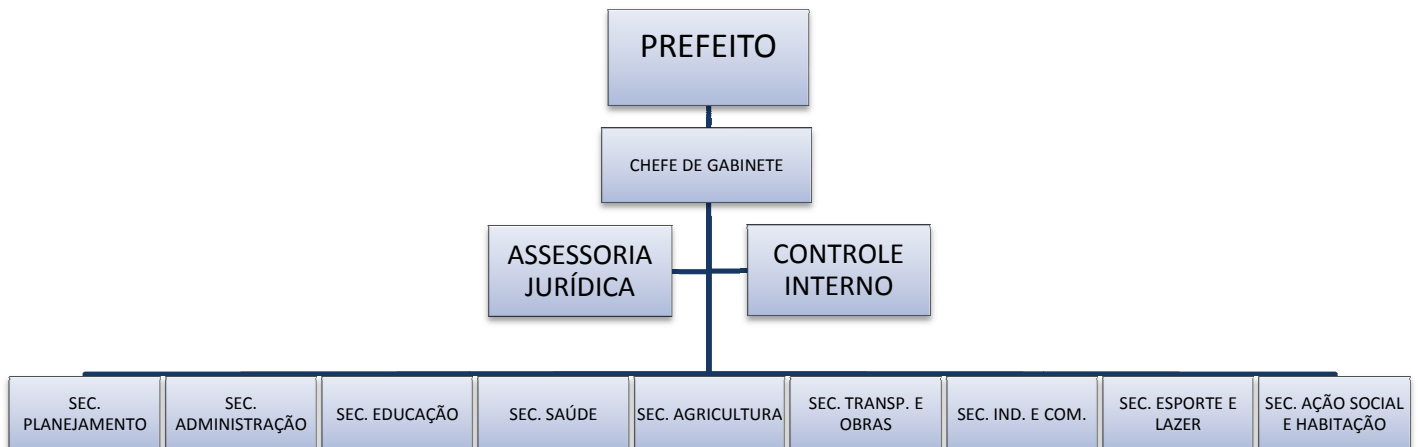 PREFEITO
CHEFE DE GABINETE
ASSESSORIA
JURÍDICA
CONTROLE
INTERNO
SEC.
PLANEJAMENTO
SEC.
ADMINISTRAÇÃO
SEC. EDUCAÇÃO
SEC. SAÚDE
SEC. AGRICULTURA
SEC. TRANSP. E
OBRAS
SEC. IND. E COM.
SEC. ESPORTE E
LAZER
SEC. AÇÃO SOCIAL
E HABITAÇÃO